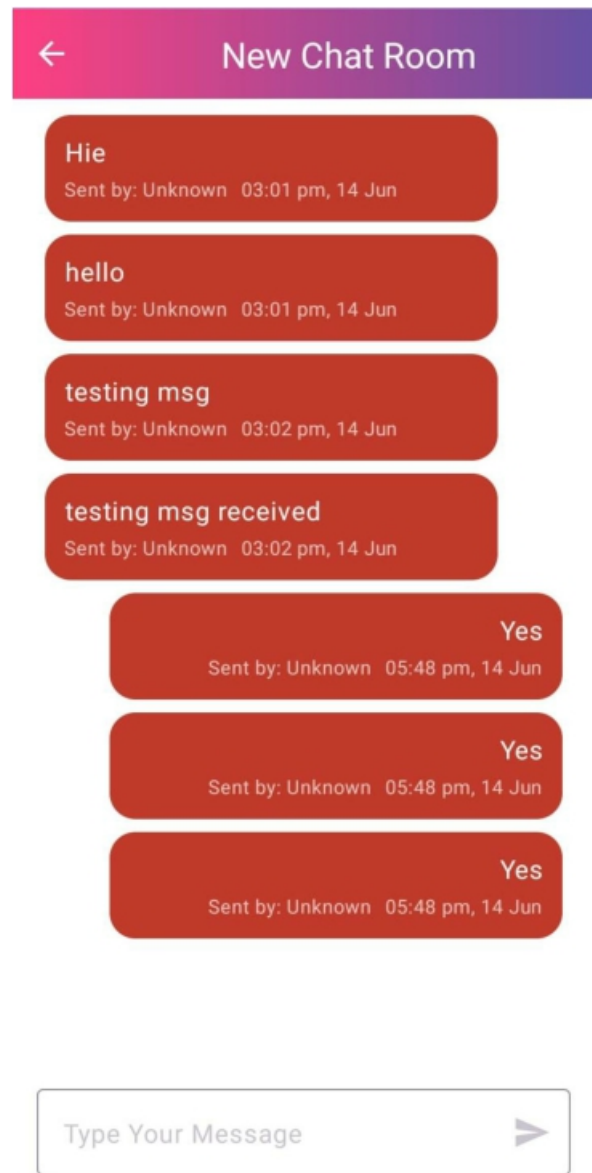 New Chat Room
Hie
Sent by: Unknown 03:01 pm, 14 Jun
hello
Sent by: Unknown 03:01 pm, 14 Jun
testing msg
Sent by: Unknown 03:02 pm, 14 Jun
testing msg received
Sent by: Unknown 03:02 pm, 14 Jun
Yes
Sent by: Unknown 05:48 pm, 14 Jun
Yes
Sent by: Unknown 05:48 pm, 14 Jun
Yes
Sent by: Unknown 05:48 pm, 14 Jun
Type Your Message